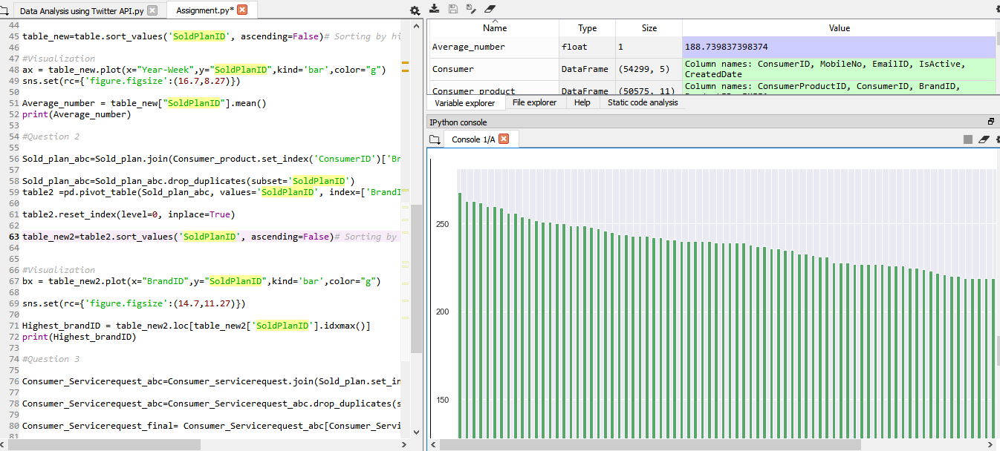 Data Analysis using Twitter API.py
Assignment.py*
44
45 table_new=table.sort_values('SoldPlanID', ascending=False)# Sorting by hi
46
47 #Visualization
48 ax = table_new.plot(x="Year-Week",y="SoldPlanID",kind='bar',color="g")
49 sns.set(rc={'figure.figsize':(16.7,8.27)})
50
51 Average_number = table_new["SoldPlanID"].mean()
52 print(Average_number)
53
54 #Question 2
55
56 Sold_plan_abc=Sold_plan.join(Consumer_product.set_index('ConsumerID')['Br
57
58 Sold_plan_abc=Sold_plan_abc.drop_duplicates(subset='SoldPlanID')
59 table2 =pd.pivot_table(Sold_plan_abc, values='SoldPlanID', index=['BrandI
60
61 table2.reset_index(level=0, inplace=True)
62
63 table_new2=table2.sort_values('SoldPlanID', ascending=False)# Sorting by
64
65
66 #Visualization
67 bx = table_new2.plot(x="BrandID",y="SoldPlanID",kind='bar',color="g")
68
69 sns.set(rc={'figure.figsize':(14.7,11.27)})
70
71 Highest_brandID = table_new2.loc[table_new2['SoldPlanID'].idxmax()]
72 print(Highest_brandID)
73
74 #Question 3
75
76 Consumer_Servicerequest_abc=Consumer_servicerequest.join(Sold_plan.set_in
77
78 Consumer_Servicerequest_abc=Consumer_Servicerequest_abc.drop_duplicates(s
79
80 Consumer_Servicerequest_final= Consumer_Servicerequest_abc[Consumer_Servi
81
Name Type Size Value
Average_number float 1 188.739837398374
Consumer DataFrame (54299, 5) Column names: ConsumerID, MobileNo, EmailID, IsActive,
CreatedDate
Consumer_product DataFrame (50575, 11) Column names: ConsumerProductID, ConsumerID, BrandID,
Variable explorer File explorer Help Static code analysis
IPython console
Console 1/A
250
200
150